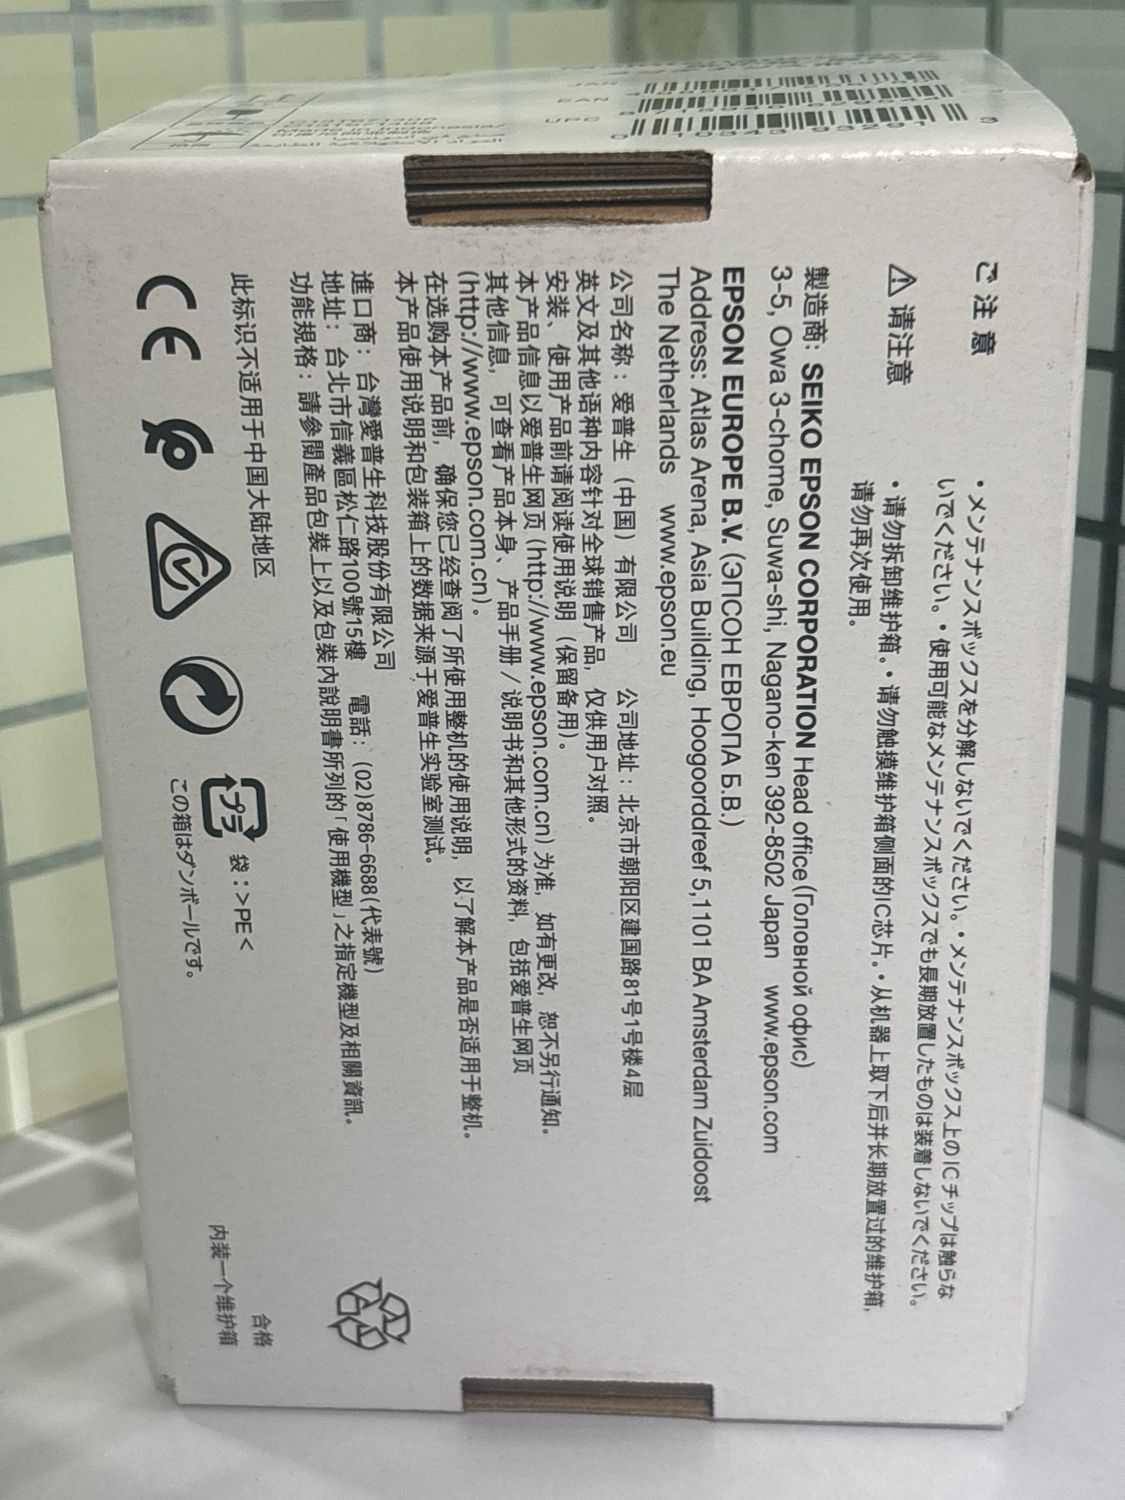 ご注意
・メンテナンスボックスを分解しないでください。・メンテナンスボックス上のICチップは触らな
いでください。・使用可能なメンテナンスボックスでも長期放置したものは装着しないでください。
⚠ 请注意
・请勿拆卸维护箱。・请勿触摸维护箱侧面的IC芯片。・从机器上取下后并长期放置过的维护箱,
请勿再次使用。
製造商: SEIKO EPSON CORPORATION Head office (Головной офис)
3-5, Owa 3-chome, Suwa-shi, Nagano-ken 392-8502 Japan www.epson.com
EPSON EUROPE B.V. (ЭПСОН ЕВРОПА Б.В.)
Address: Atlas Arena, Asia Building, Hoogoorddreef 5,1101 BA Amsterdam Zuidoost
The Netherlands www.epson.eu
公司名称：爱普生（中国）有限公司 公司地址：北京市朝阳区建国路81号1号楼4层
英文及其他语种内容针对全球销售产品，仅供用户对照。
安装、使用产品前请阅读使用说明（保留备用）。
本产品信息以爱普生网页(http://www.epson.com.cn)为准，如有更改，恕不另行通知。
其他信息，可查看产品本身、产品手册／说明书和其他形式的资料，包括爱普生网页
(http://www.epson.com.cn)。
在选购本产品前，确保您已经查阅了所使用整机的使用说明，以了解本产品是否适用于整机。
本产品使用说明和包装箱上的数据来源于爱普生实验室测试。
進口商：台灣愛普生科技股份有限公司 電話：(02)8786-6688(代表號)
地址：台北市信義區松仁路100號15樓
功能規格：請參閱產品包裝上以及包裝內說明書所列的「使用機型」之指定機型及相關資訊。
此标识不适用于中国大陆地区
CE
プラ
袋：>PE<
この箱はダンボールです。
合格
内装一个维护箱
JAN
EAN
UPC
0 10343 93291 3
Made in Indonesia/